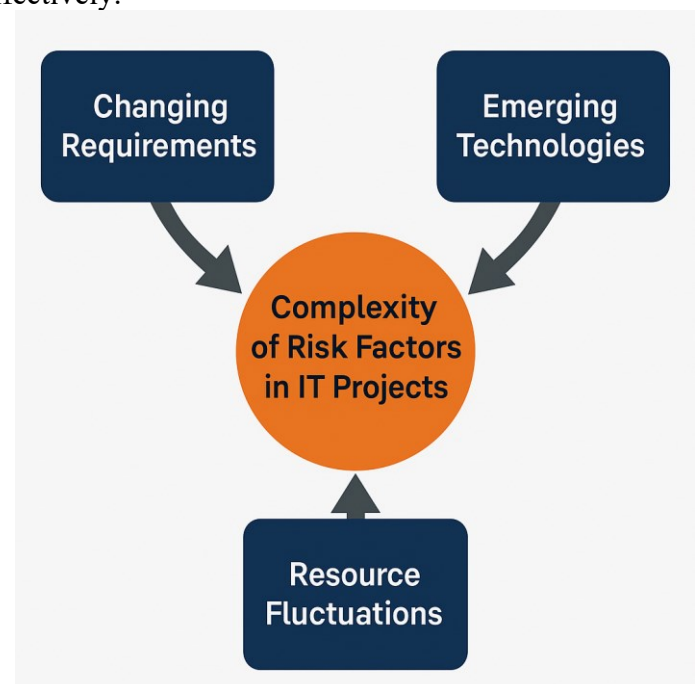 Changing
Requirements
Emerging
Technologies
Complexity
of Risk Factors
in IT Projects
Resource
Fluctuations